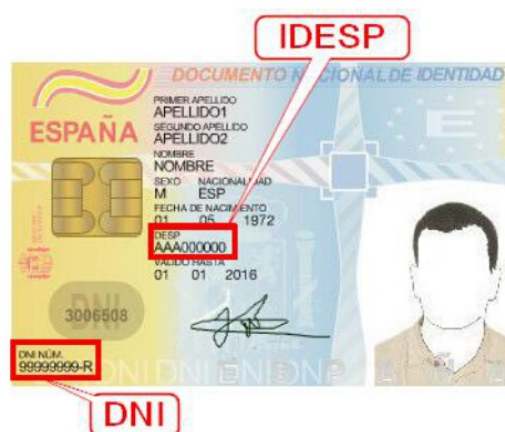 IDESP
DOCUMENTO NACIONAL DE IDENTIDAD
ESPAÑA
PRIMER APELLIDO
APELLIDO1
SEGUNDO APELLIDO
APELLIDO2
NOMBRE
NOMBRE
SEXO NACIONALIDAD
M ESP
FECHA DE NACIMIENTO
01 05 1972
IDESP
AAA000000
VALIDO HASTA
01 01 2016
DNI
3006508
DNI NÚM.
99999999-R
DNI